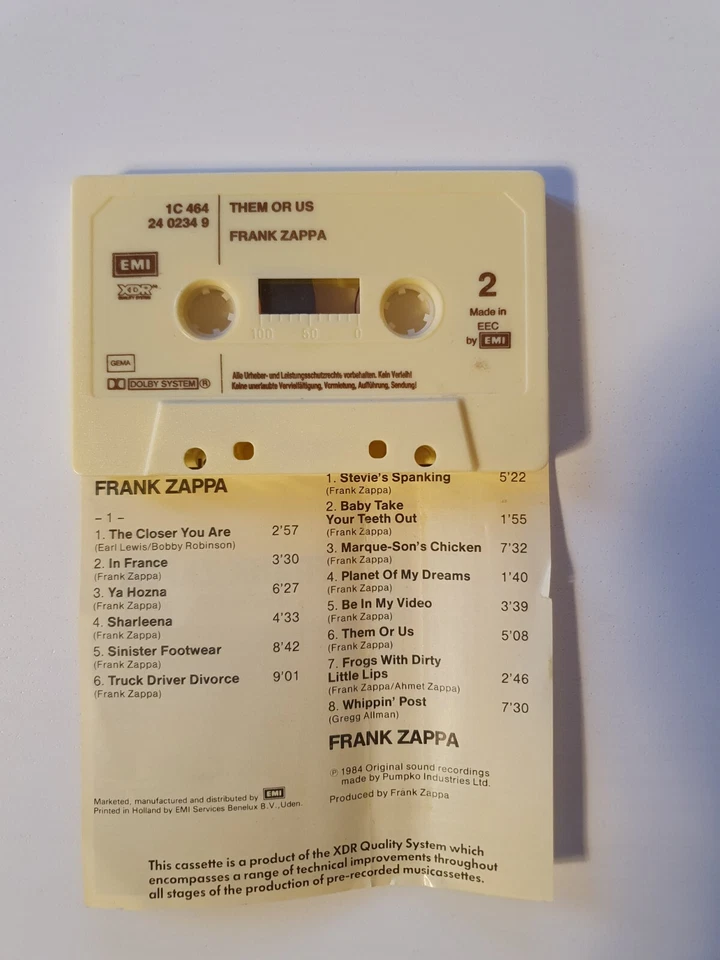 1C 464
24 0234 9
THEM OR US
FRANK ZAPPA
EMI
XDR
2
Made in
EEC
by EMI
100 50 0
GEMA
DOLBY SYSTEM®
Alle Urheber- und Leistungsschutzrechte vorbehalten. Kein Verleih!
Keine unerlaubte Vervielfältigung, Vermietung, Aufführung, Sendung!
FRANK ZAPPA
– 1 –
1. The Closer You Are 2'57
(Earl Lewis/Bobby Robinson)
2. In France 3'30
(Frank Zappa)
3. Ya Hozna 6'27
(Frank Zappa)
4. Sharleena 4'33
(Frank Zappa)
5. Sinister Footwear 8'42
(Frank Zappa)
6. Truck Driver Divorce 9'01
(Frank Zappa)
1. Stevie's Spanking 5'22
(Frank Zappa)
2. Baby Take
Your Teeth Out 1'55
(Frank Zappa)
3. Marque-Son's Chicken 7'32
(Frank Zappa)
4. Planet Of My Dreams 1'40
(Frank Zappa)
5. Be In My Video 3'39
(Frank Zappa)
6. Them Or Us 5'08
(Frank Zappa)
7. Frogs With Dirty
Little Lips 2'46
(Frank Zappa/Ahmet Zappa)
8. Whippin' Post 7'30
(Gregg Allman)
FRANK ZAPPA
℗ 1984 Original sound recordings
made by Pumpko Industries Ltd.
Produced by Frank Zappa
Marketed, manufactured and distributed by EMI
Printed in Holland by EMI Services Benelux B.V., Uden.
This cassette is a product of the XDR Quality System which
encompasses a range of technical improvements throughout
all stages of the production of pre-recorded musicassettes.